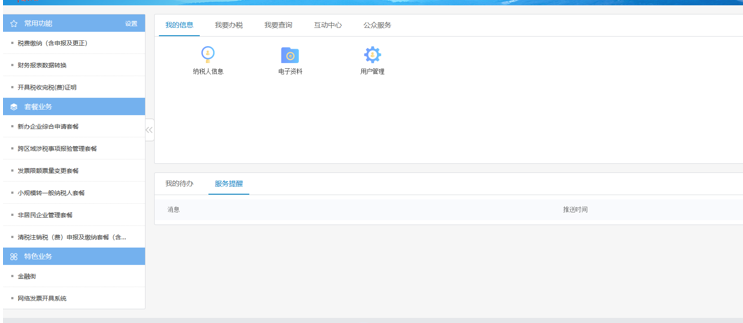 常用功能 设置
税费缴纳（含申报及更正）
财务报表数据转换
开具税收完税(费)证明
套餐业务
新办企业综合申请套餐
跨区域涉税事项报验管理套餐
发票限额票量变更套餐
小规模转一般纳税人套餐
非居民企业管理套餐
清税注销税（费）申报及缴纳套餐（含...
特色业务
金融街
网络发票开具系统
我的信息 我要办税 我要查询 互动中心 公众服务
纳税人信息 电子资料 用户管理
我的待办 服务提醒
消息 推送时间